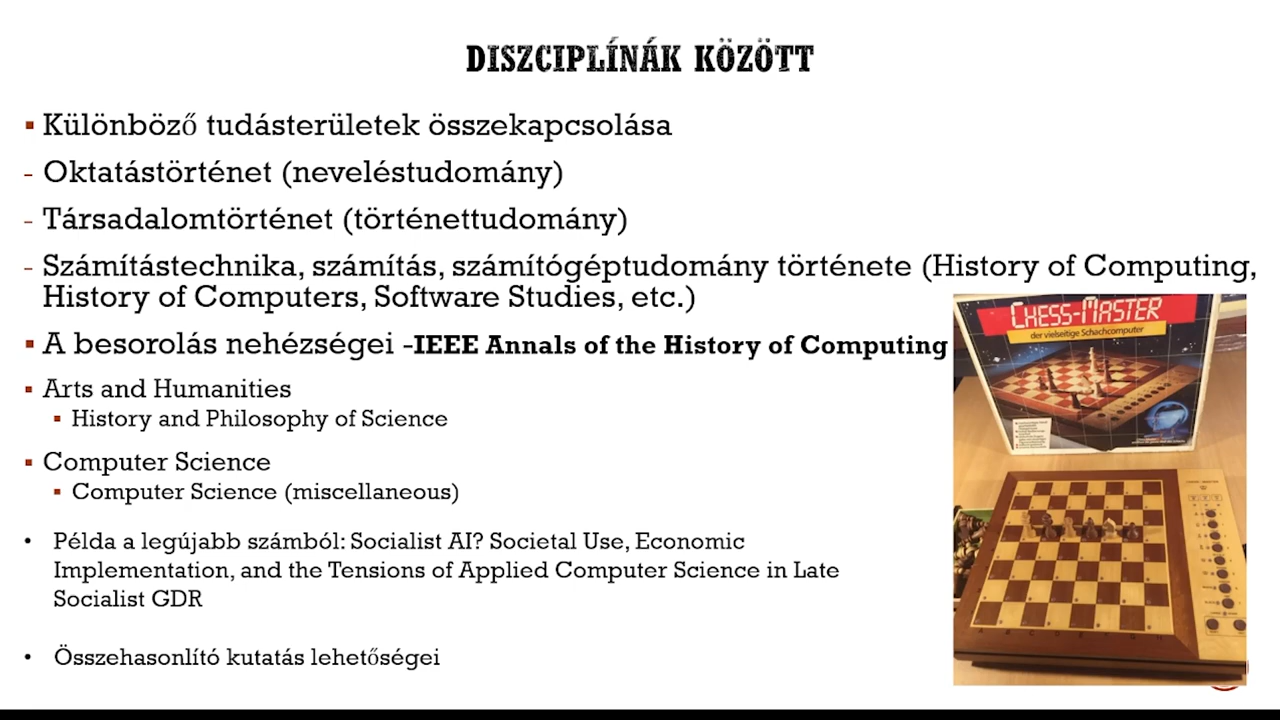 DISZCIPLÍNÁK KÖZÖTT
▪ Különböző tudásterületek összekapcsolása
- Oktatástörténet (neveléstudomány)
- Társadalomtörténet (történettudomány)
- Számítástechnika, számítás, számítógéptudomány története (History of Computing,
History of Computers, Software Studies, etc.)
▪ A besorolás nehézségei -IEEE Annals of the History of Computing
▪ Arts and Humanities
▪ History and Philosophy of Science
▪ Computer Science
▪ Computer Science (miscellaneous)
• Példa a legújabb számból: Socialist AI? Societal Use, Economic
Implementation, and the Tensions of Applied Computer Science in Late
Socialist GDR
• Összehasonlító kutatás lehetőségei
CHESS-MASTER
der vielseitige Schachcomputer